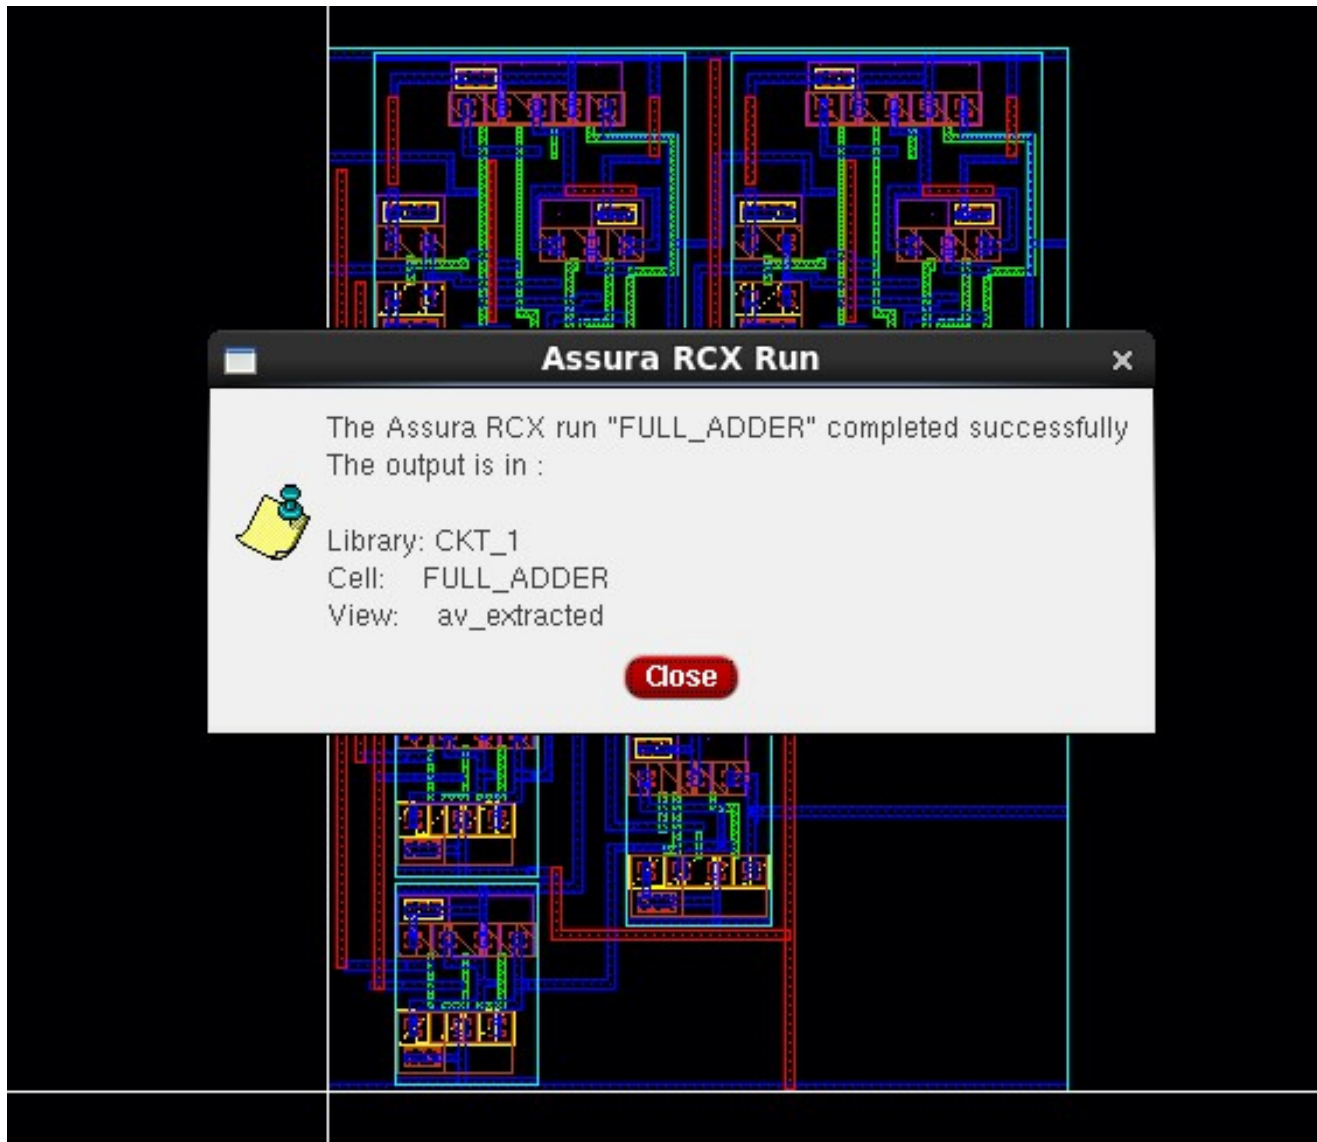 Assura RCX Run
The Assura RCX run "FULL_ADDER" completed successfully
The output is in :
Library: CKT_1
Cell: FULL_ADDER
View: av_extracted
Close